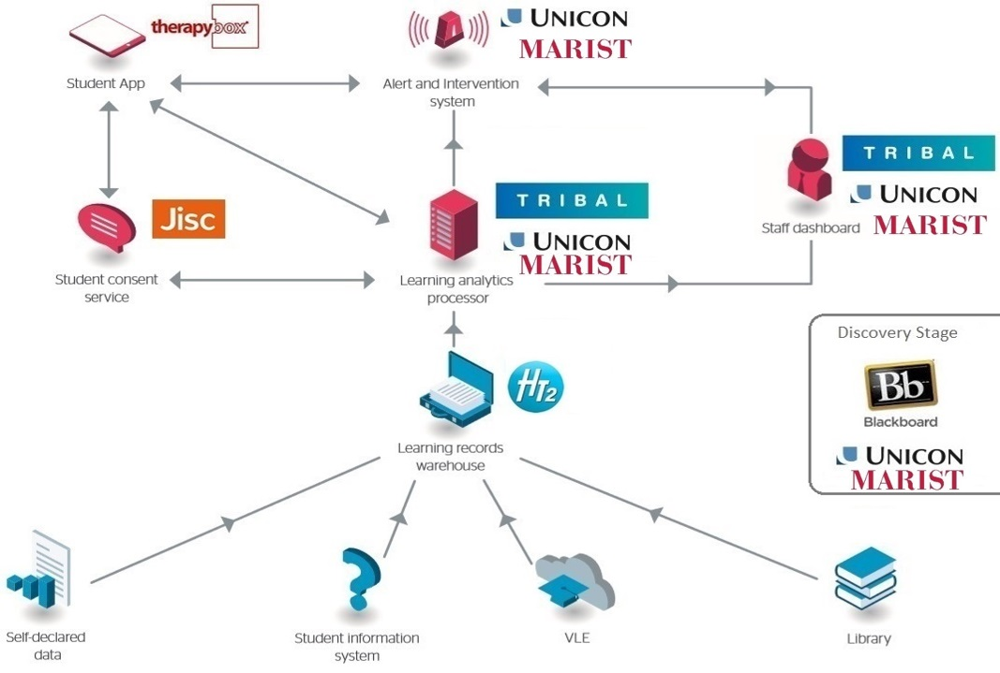 therapybox
UNICON
MARIST
Student App
Alert and Intervention
system
TRIBAL
UNICON
MARIST
Staff dashboard
Jisc
TRIBAL
UNICON
MARIST
Student consent
service
Learning analytics
processor
Discovery Stage
Bb
Blackboard
UNICON
MARIST
HT2
Learning records
warehouse
Self-declared
data
Student information
system
VLE
Library